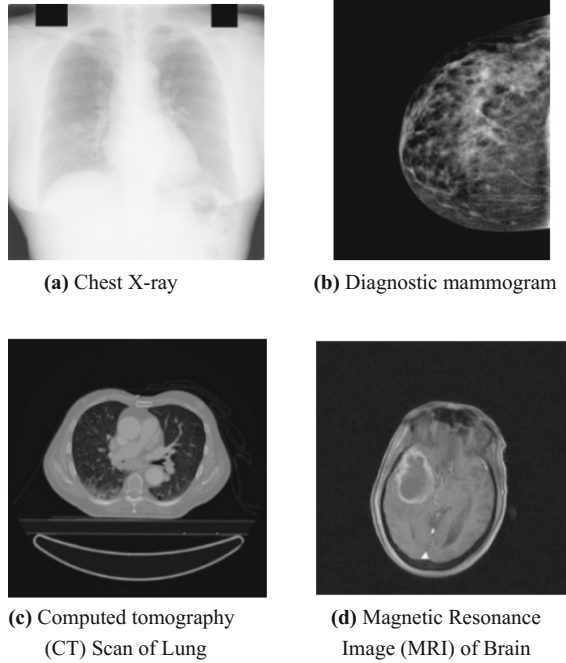 (a) Chest X-ray
(b) Diagnostic mammogram
(c) Computed tomography
(CT) Scan of Lung
(d) Magnetic Resonance
Image (MRI) of Brain